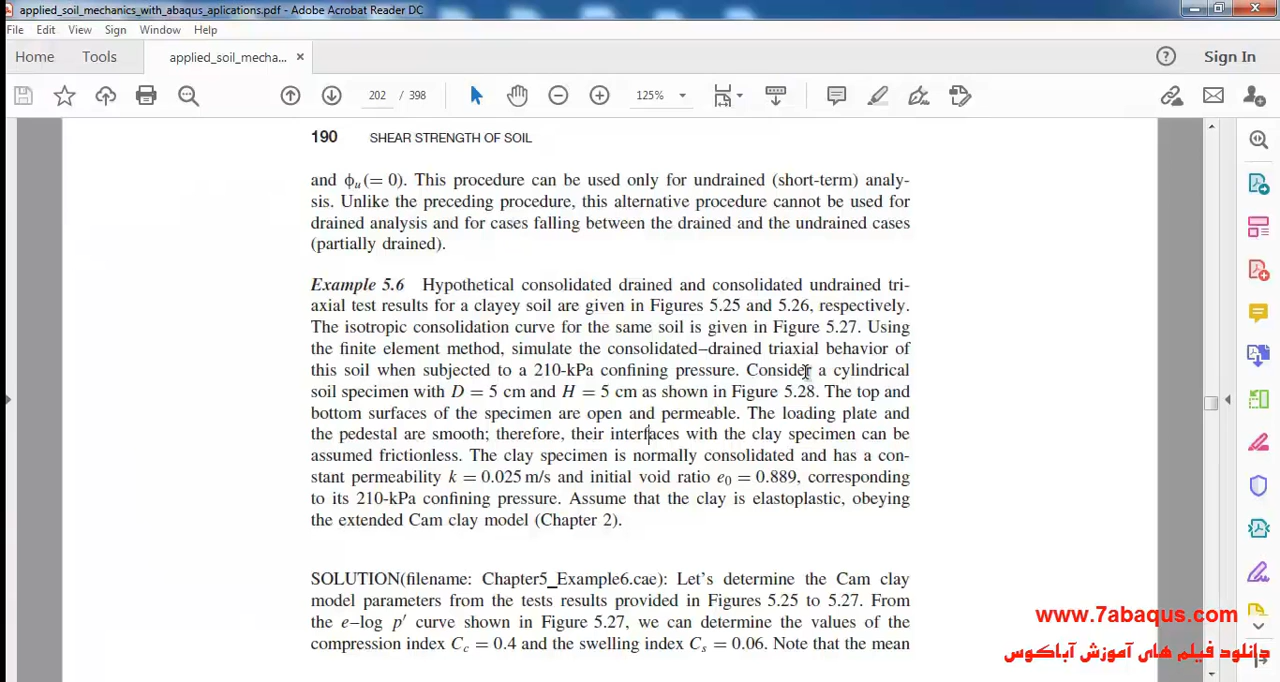 applied_soil_mechanics_with_abaqus_aplications.pdf - Adobe Acrobat Reader DC
File Edit View Sign Window Help
Home Tools applied_soil_mecha... × ? Sign In
202 / 398 125%
190 SHEAR STRENGTH OF SOIL
and ϕu(= 0). This procedure can be used only for undrained (short-term) analy-
sis. Unlike the preceding procedure, this alternative procedure cannot be used for
drained analysis and for cases falling between the drained and the undrained cases
(partially drained).
Example 5.6 Hypothetical consolidated drained and consolidated undrained tri-
axial test results for a clayey soil are given in Figures 5.25 and 5.26, respectively.
The isotropic consolidation curve for the same soil is given in Figure 5.27. Using
the finite element method, simulate the consolidated–drained triaxial behavior of
this soil when subjected to a 210-kPa confining pressure. Consider a cylindrical
soil specimen with D = 5 cm and H = 5 cm as shown in Figure 5.28. The top and
bottom surfaces of the specimen are open and permeable. The loading plate and
the pedestal are smooth; therefore, their interfaces with the clay specimen can be
assumed frictionless. The clay specimen is normally consolidated and has a con-
stant permeability k = 0.025 m/s and initial void ratio e0 = 0.889, corresponding
to its 210-kPa confining pressure. Assume that the clay is elastoplastic, obeying
the extended Cam clay model (Chapter 2).
SOLUTION(filename: Chapter5_Example6.cae): Let's determine the Cam clay
model parameters from the tests results provided in Figures 5.25 to 5.27. From
the e–log p′ curve shown in Figure 5.27, we can determine the values of the
compression index Cc = 0.4 and the swelling index Cs = 0.06. Note that the mean
www.7abaqus.com
دانلود فیلم های آموزش آباکوس